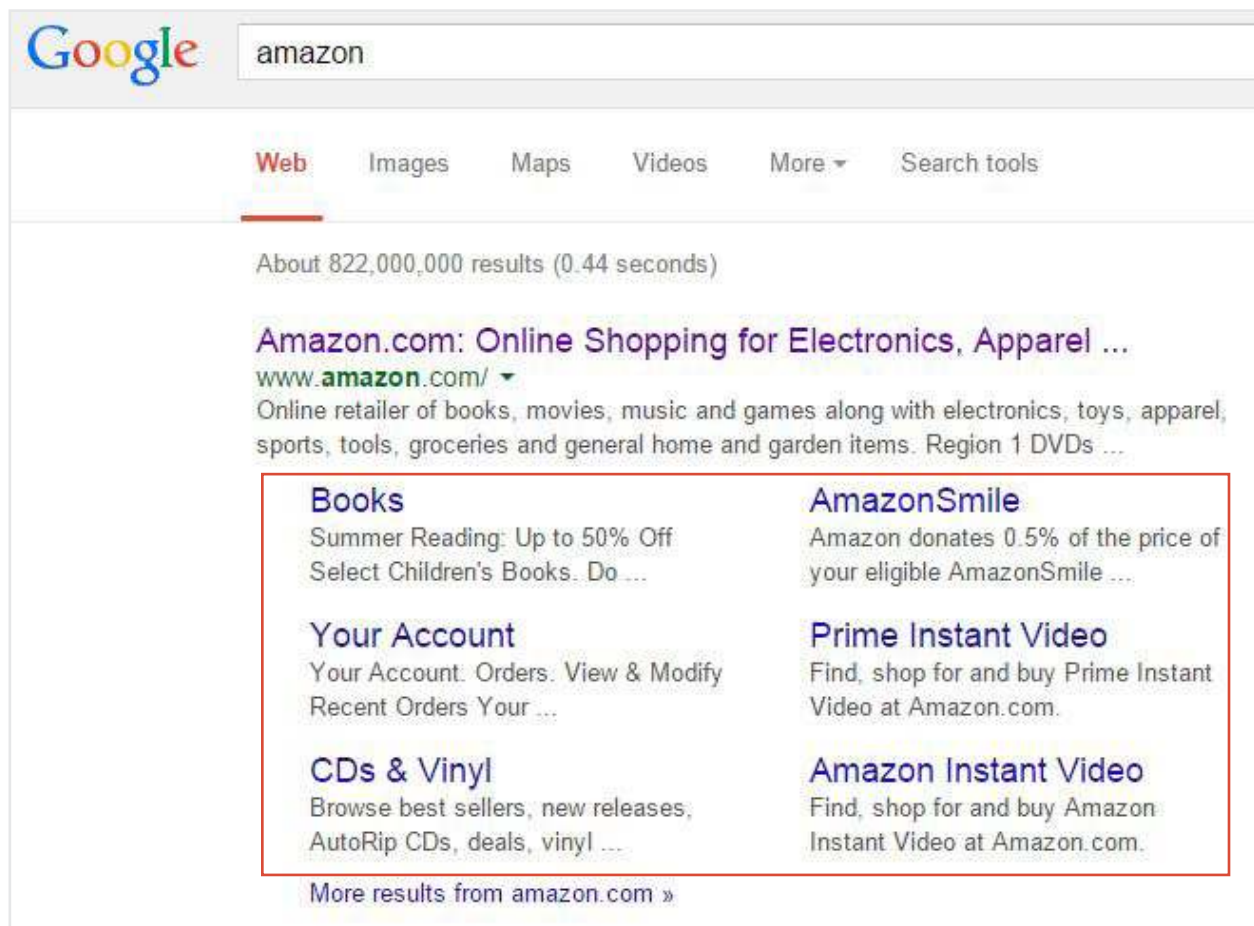 Google
amazon
Web Images Maps Videos More Search tools
About 822,000,000 results (0.44 seconds)
Amazon.com: Online Shopping for Electronics, Apparel ...
www.amazon.com/
Online retailer of books, movies, music and games along with electronics, toys, apparel,
sports, tools, groceries and general home and garden items. Region 1 DVDs ...
Books
Summer Reading: Up to 50% Off
Select Children's Books. Do ...
AmazonSmile
Amazon donates 0.5% of the price of
your eligible AmazonSmile ...
Your Account
Your Account. Orders. View & Modify
Recent Orders Your ...
Prime Instant Video
Find, shop for and buy Prime Instant
Video at Amazon.com.
CDs & Vinyl
Browse best sellers, new releases,
AutoRip CDs, deals, vinyl ...
Amazon Instant Video
Find, shop for and buy Amazon
Instant Video at Amazon.com.
More results from amazon.com »